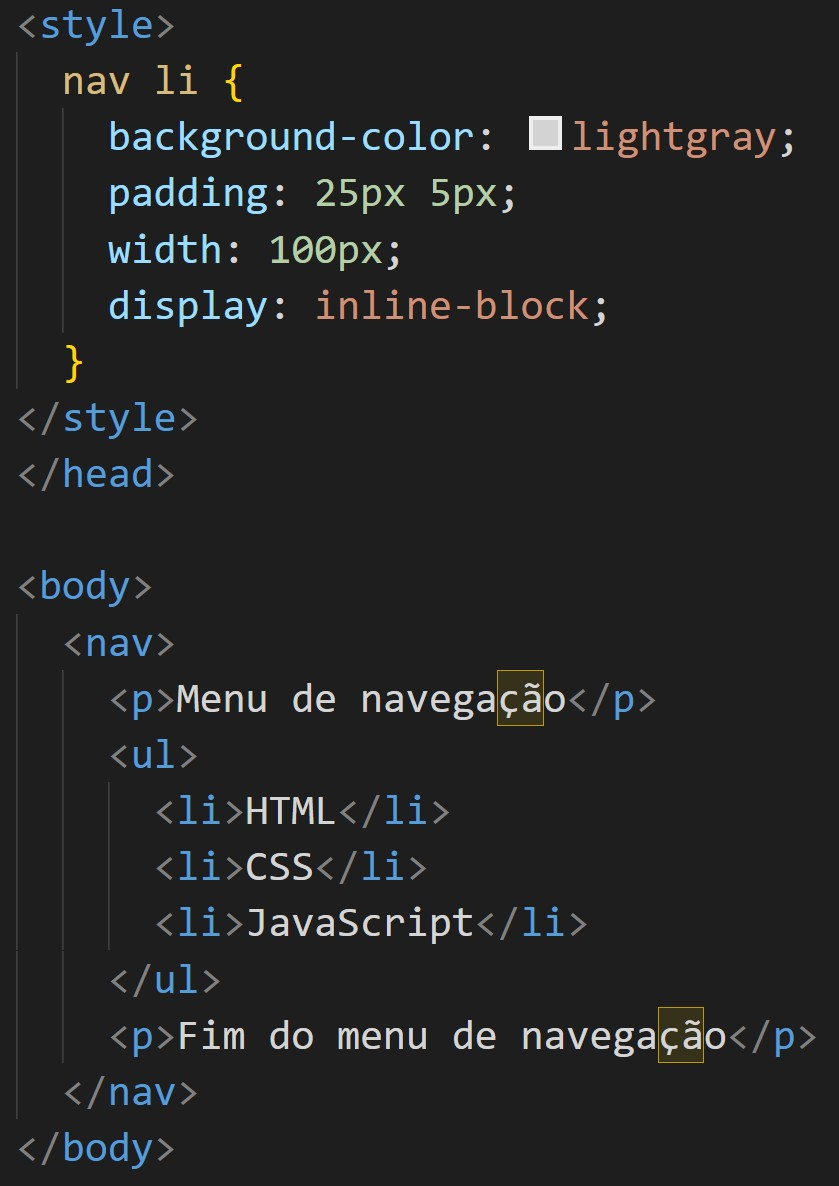 <style>
nav li {
background-color: lightgray;
padding: 25px 5px;
width: 100px;
display: inline-block;
}
</style>
</head>
<body>
<nav>
<p>Menu de navegação</p>
<ul>
<li>HTML</li>
<li>CSS</li>
<li>JavaScript</li>
</ul>
<p>Fim do menu de navegação</p>
</nav>
</body>